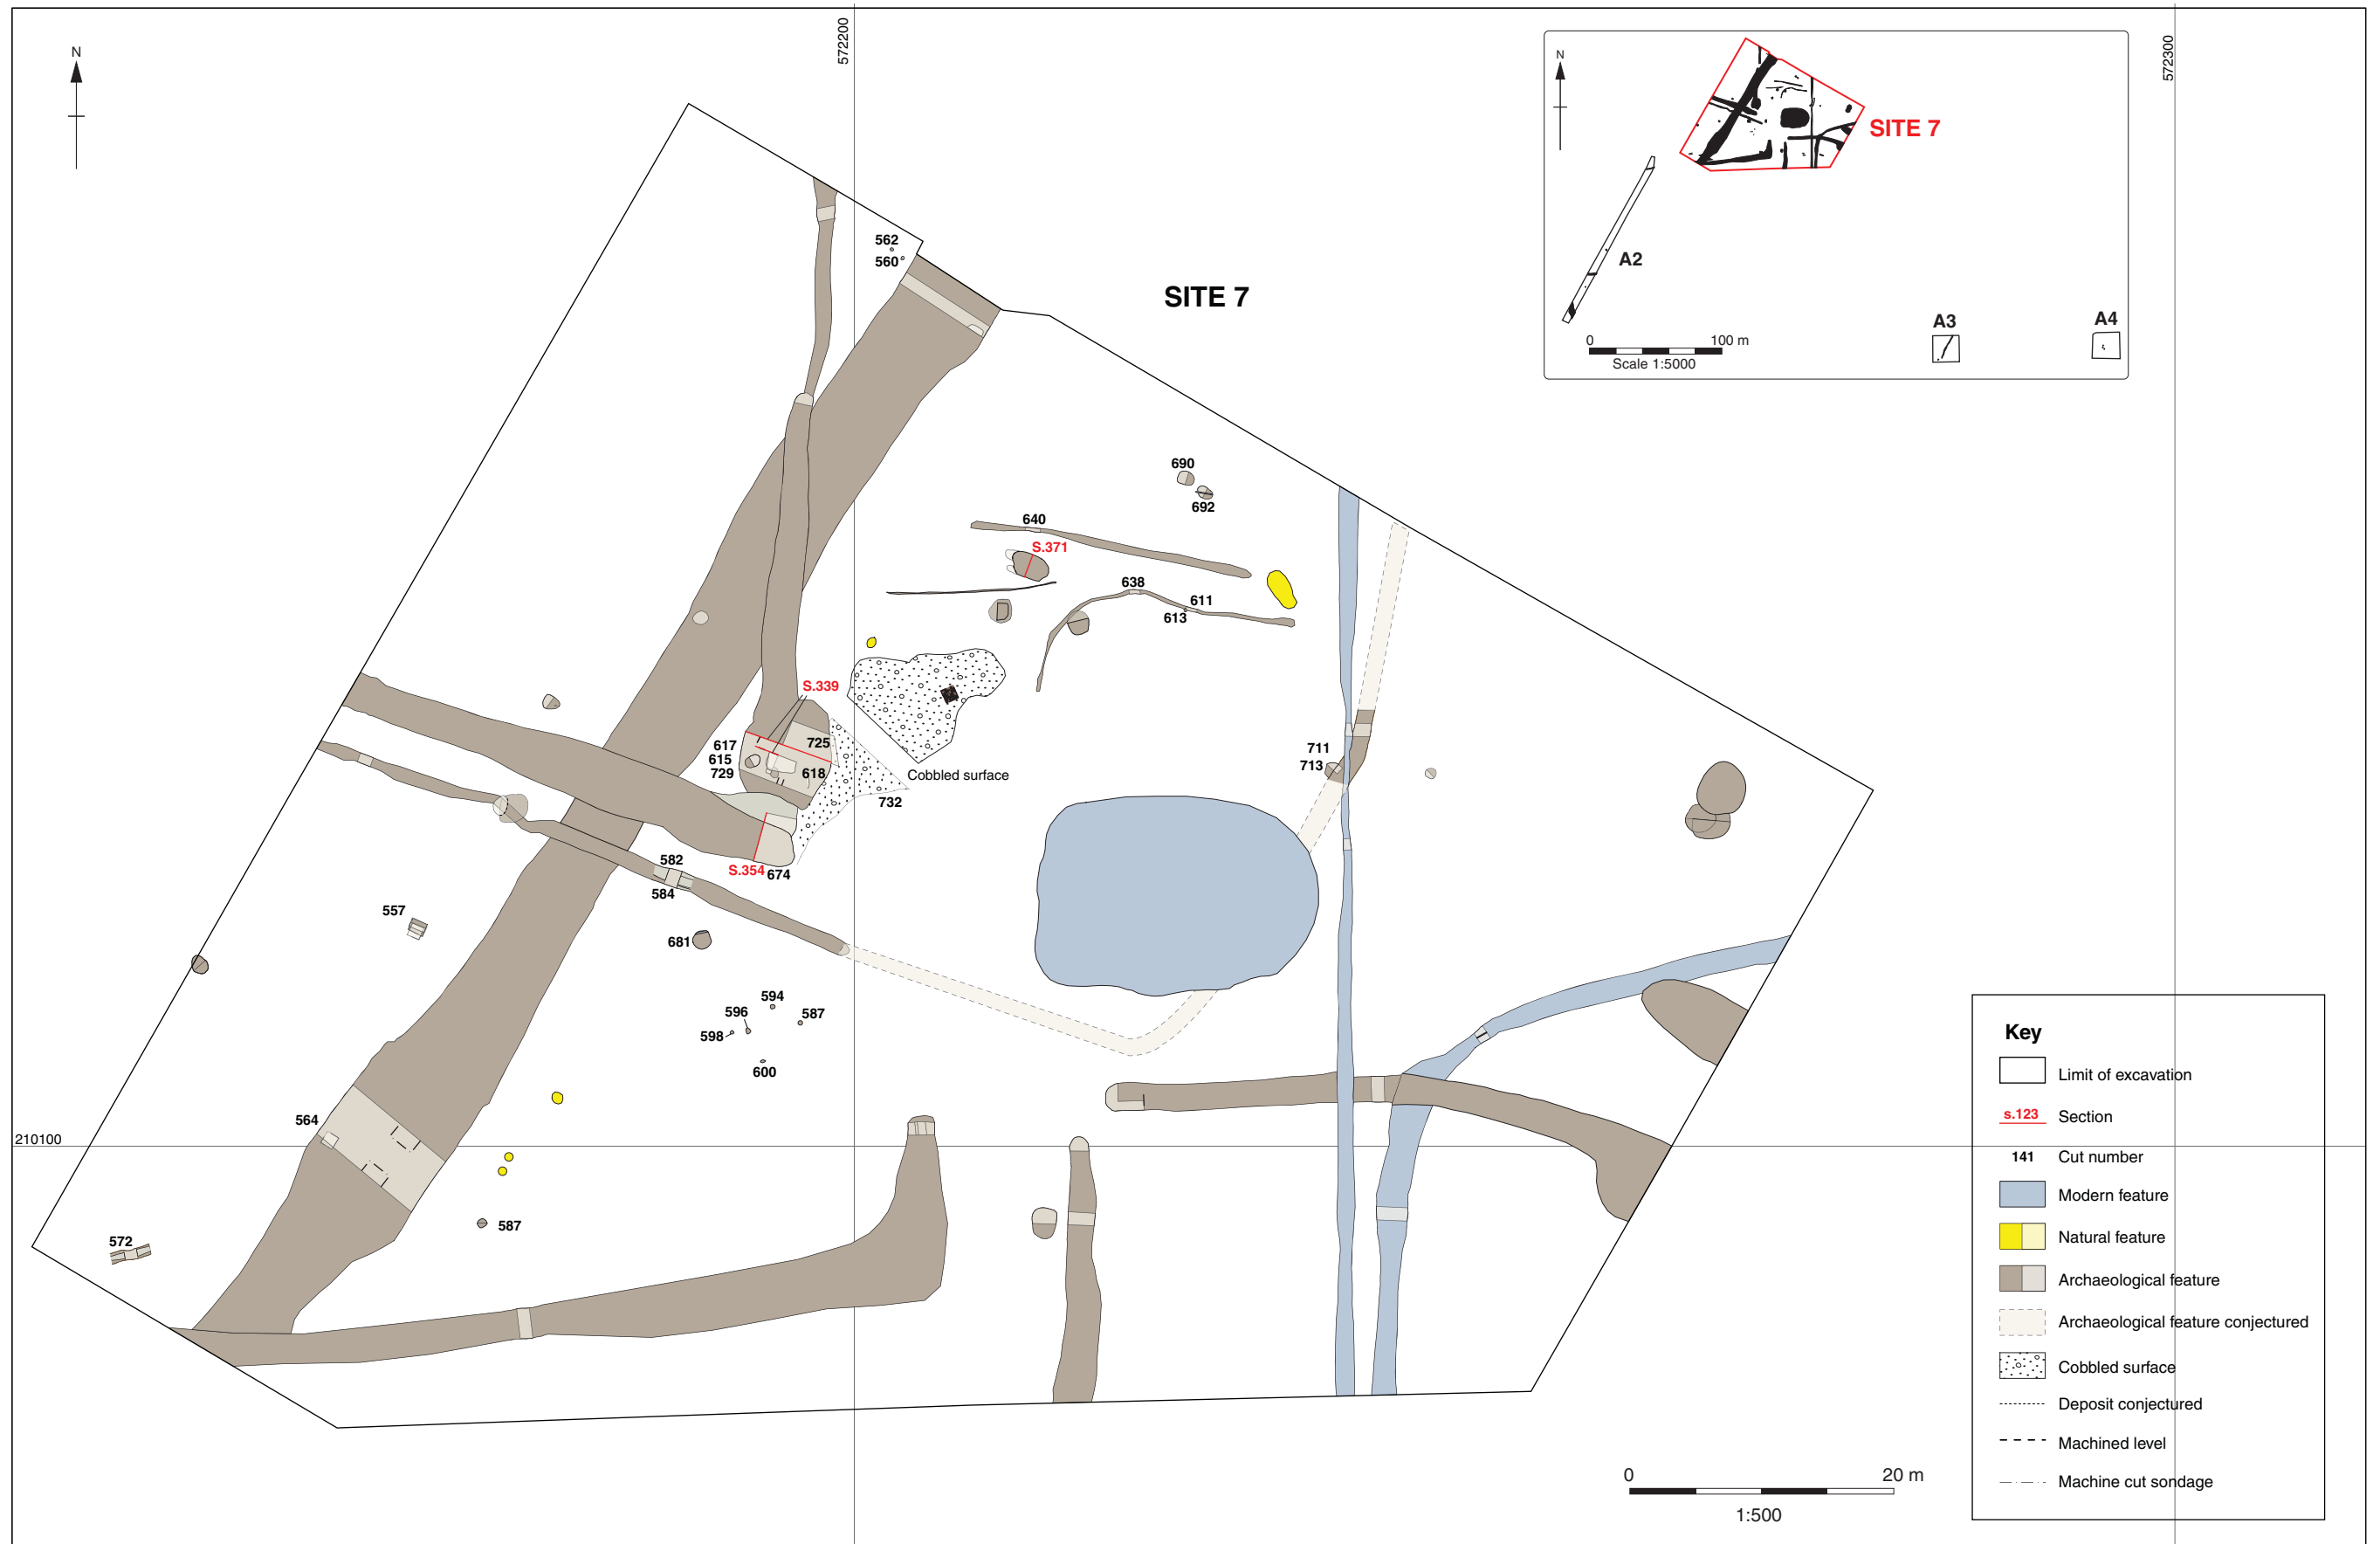 572200
572300
N
N
SITE 7
A2
A3
A4
0 100 m
Scale 1:5000
562
560
SITE 7
690
692
640
S.371
638
611
613
S.339
617
725
615
729
618
Cobbled surface
732
711
713
582
584
S.354
674
557
681
594
596
587
598
600
564
210100
587
572
Key
Limit of excavation
s.123 Section
141 Cut number
Modern feature
Natural feature
Archaeological feature
Archaeological feature conjectured
Cobbled surface
Deposit conjectured
Machined level
Machine cut sondage
0 20 m
1:500